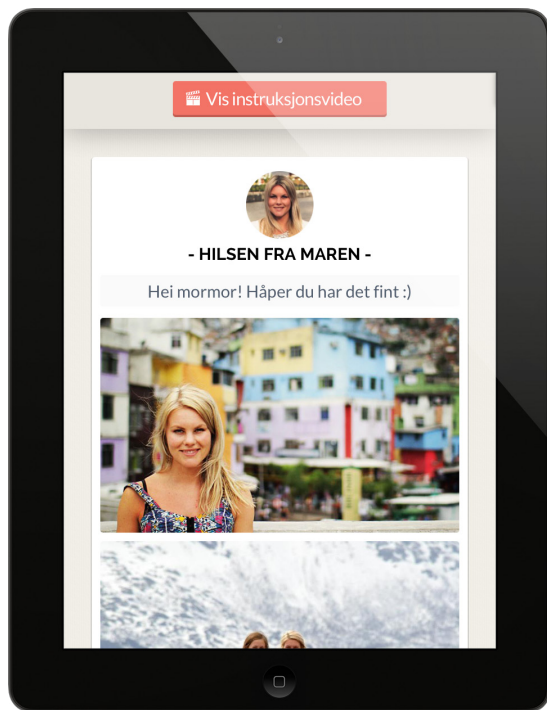 Vis instruksjonsvideo
- HILSEN FRA MAREN -
Hei mormor! Håper du har det fint :)